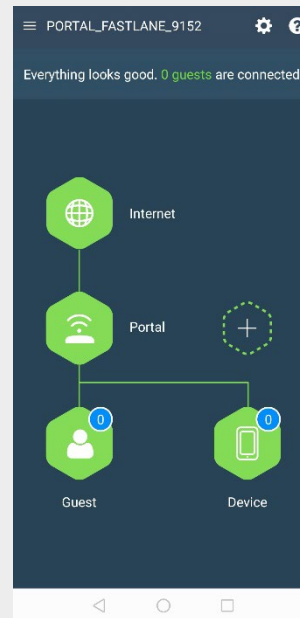 PORTAL_FASTLANE_9152
Everything looks good. 0 guests are connected
Internet
Portal
0
0
Guest
Device